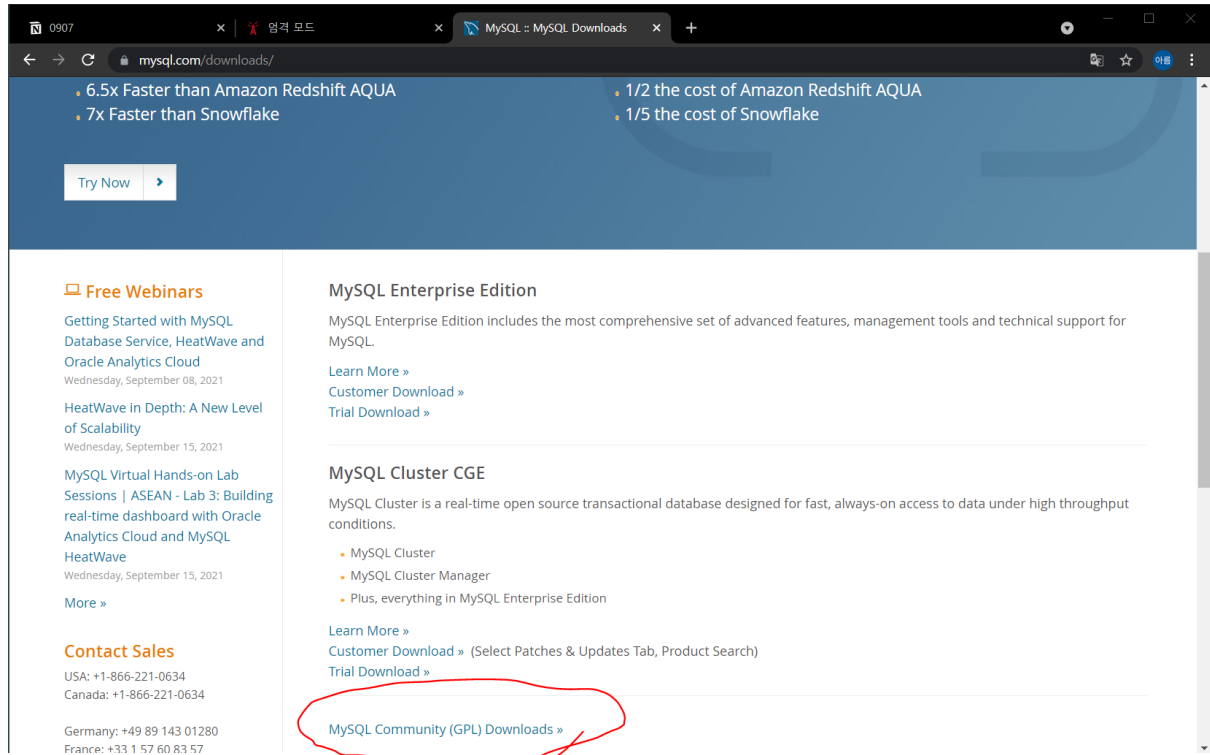 0907
엄격 모드
MySQL :: MySQL Downloads
mysql.com/downloads/
아름
6.5x Faster than Amazon Redshift AQUA
7x Faster than Snowflake
1/2 the cost of Amazon Redshift AQUA
1/5 the cost of Snowflake
Try Now
Free Webinars
Getting Started with MySQL
Database Service, HeatWave and
Oracle Analytics Cloud
Wednesday, September 08, 2021
HeatWave in Depth: A New Level
of Scalability
Wednesday, September 15, 2021
MySQL Virtual Hands-on Lab
Sessions | ASEAN - Lab 3: Building
real-time dashboard with Oracle
Analytics Cloud and MySQL
HeatWave
Wednesday, September 15, 2021
More »
Contact Sales
USA: +1-866-221-0634
Canada: +1-866-221-0634
Germany: +49 89 143 01280
France: +33 1 57 60 83 57
MySQL Enterprise Edition
MySQL Enterprise Edition includes the most comprehensive set of advanced features, management tools and technical support for
MySQL.
Learn More »
Customer Download »
Trial Download »
MySQL Cluster CGE
MySQL Cluster is a real-time open source transactional database designed for fast, always-on access to data under high throughput
conditions.
MySQL Cluster
MySQL Cluster Manager
Plus, everything in MySQL Enterprise Edition
Learn More »
Customer Download » (Select Patches & Updates Tab, Product Search)
Trial Download »
MySQL Community (GPL) Downloads »